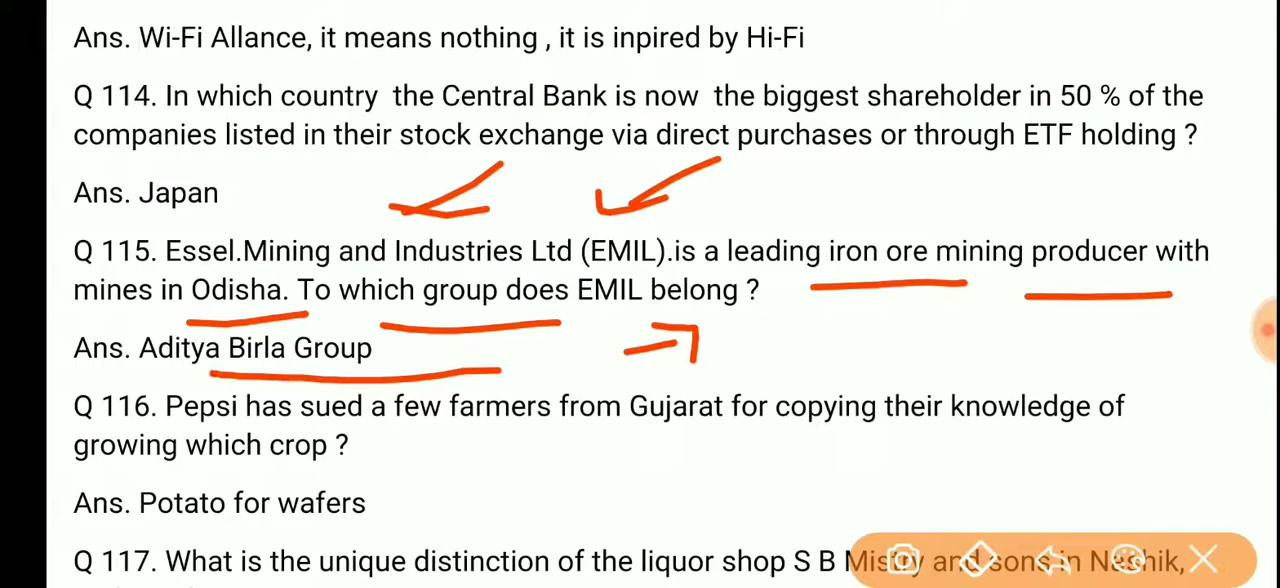 Ans. Wi-Fi Allance, it means nothing , it is inpired by Hi-Fi
Q 114. In which country the Central Bank is now the biggest shareholder in 50 % of the
companies listed in their stock exchange via direct purchases or through ETF holding ?
Ans. Japan
Q 115. Essel.Mining and Industries Ltd (EMIL).is a leading iron ore mining producer with
mines in Odisha. To which group does EMIL belong ?
Ans. Aditya Birla Group
Q 116. Pepsi has sued a few farmers from Gujarat for copying their knowledge of
growing which crop ?
Ans. Potato for wafers
Q 117. What is the unique distinction of the liquor shop S B Mistry and sons in Nashik,